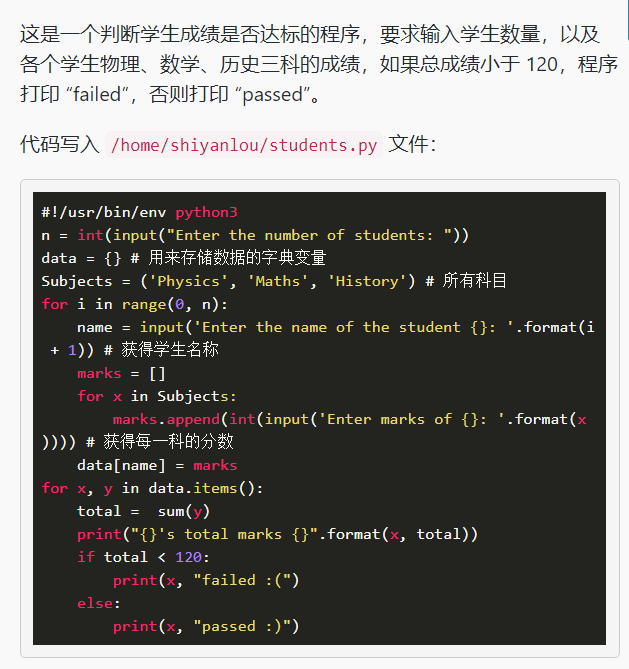 这是一个判断学生成绩是否达标的程序，要求输入学生数量，以及
各个学生物理、数学、历史三科的成绩，如果总成绩小于 120，程序
打印 “failed”，否则打印 “passed”。
代码写入 /home/shiyanlou/students.py 文件：
#!/usr/bin/env python3
n = int(input("Enter the number of students: "))
data = {} # 用来存储数据的字典变量
Subjects = ('Physics', 'Maths', 'History') # 所有科目
for i in range(0, n):
    name = input('Enter the name of the student {}: '.format(i
 + 1)) # 获得学生名称
    marks = []
    for x in Subjects:
        marks.append(int(input('Enter marks of {}: '.format(x
)))) # 获得每一科的分数
    data[name] = marks
for x, y in data.items():
    total =  sum(y)
    print("{}'s total marks {}".format(x, total))
    if total < 120:
        print(x, "failed :(")
    else:
        print(x, "passed :)")